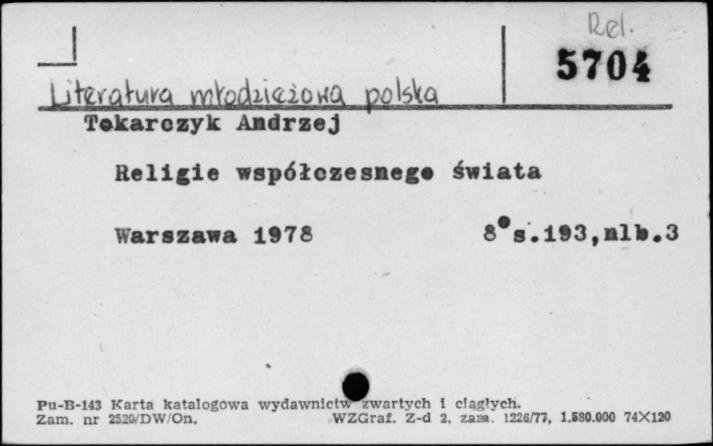 Rel.
5704
Literatura młodzieżowa polska
Tokarczyk Andrzej
Religie współczesnego świata
Warszawa 1978 8° s.193,nlb.3
Pu-B-143 Karta katalogowa wydawnictw zwartych i ciągłych.
Zam. nr 2520/DW/On. WZGraf. Z-d 2, zam. 1226/77, 1.580.000 74X120